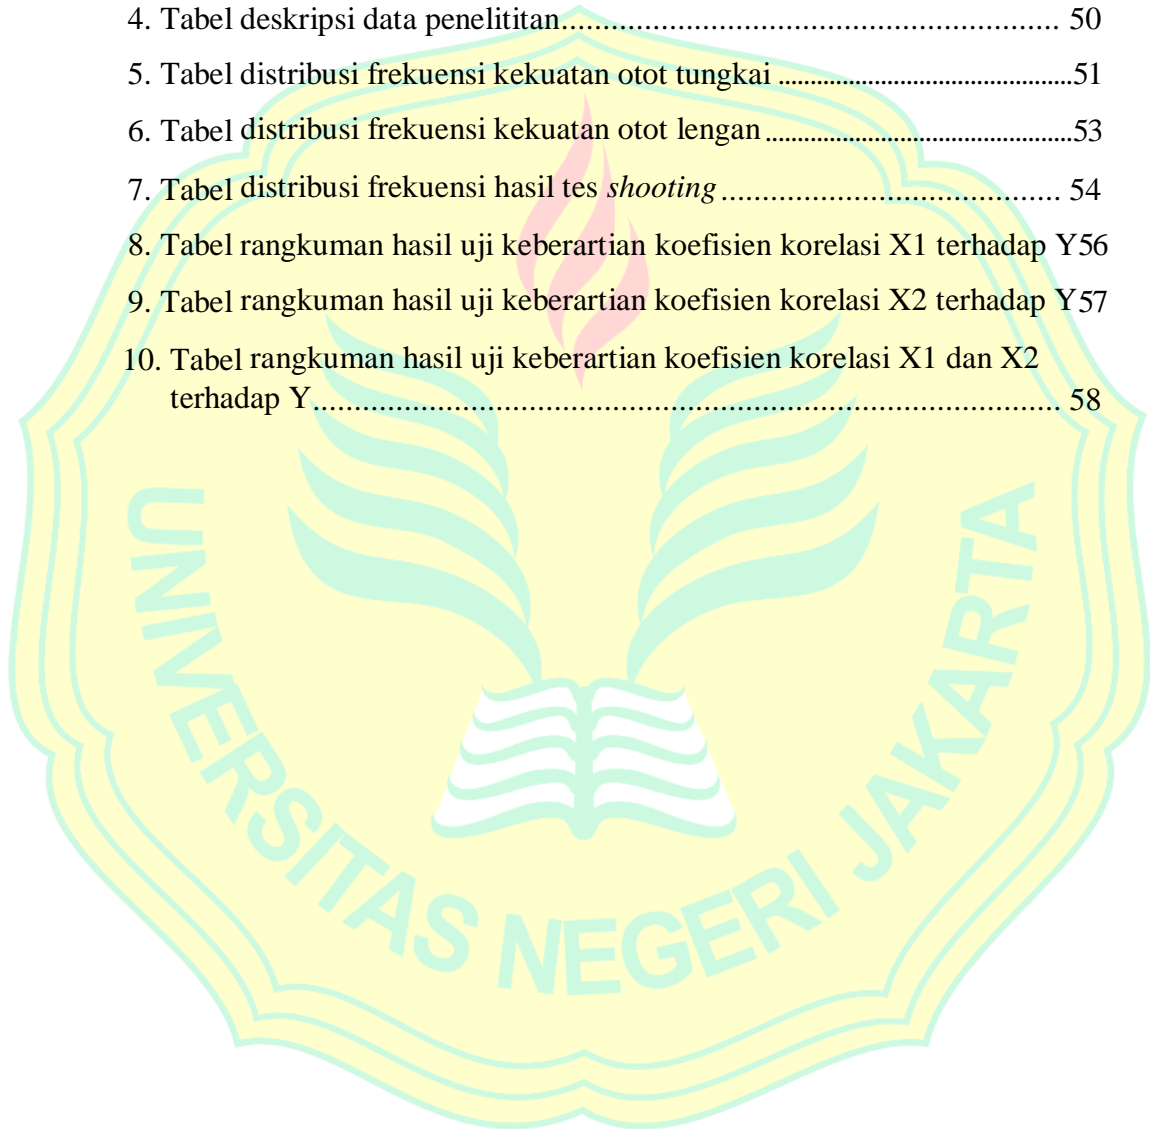 4. Tabel deskripsi data penelititan............................................................. 50
5. Tabel distribusi frekuensi kekuatan otot tungkai ............................................51
6. Tabel distribusi frekuensi kekuatan otot lengan ..............................................53
7. Tabel distribusi frekuensi hasil tes shooting ......................................... 54
8. Tabel rangkuman hasil uji keberartian koefisien korelasi X1 terhadap Y56
9. Tabel rangkuman hasil uji keberartian koefisien korelasi X2 terhadap Y57
10. Tabel rangkuman hasil uji keberartian koefisien korelasi X1 dan X2
terhadap Y........................................................................................... 58
UNIVERSITAS NEGERI JAKARTA